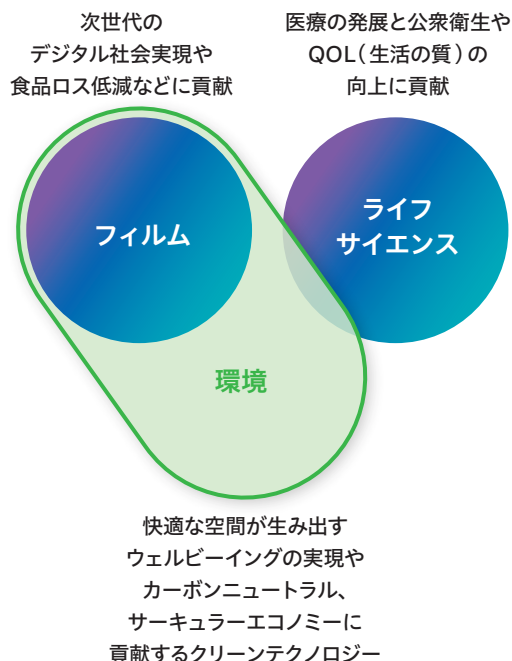 次世代の
デジタル社会実現や
食品ロス低減などに貢献
医療の発展と公衆衛生や
QOL(生活の質)の
向上に貢献
フィルム
ライフ
サイエンス
環境
快適な空間が生み出す
ウェルビーイングの実現や
カーボンニュートラル、
サーキュラーエコノミーに
貢献するクリーンテクノロジー